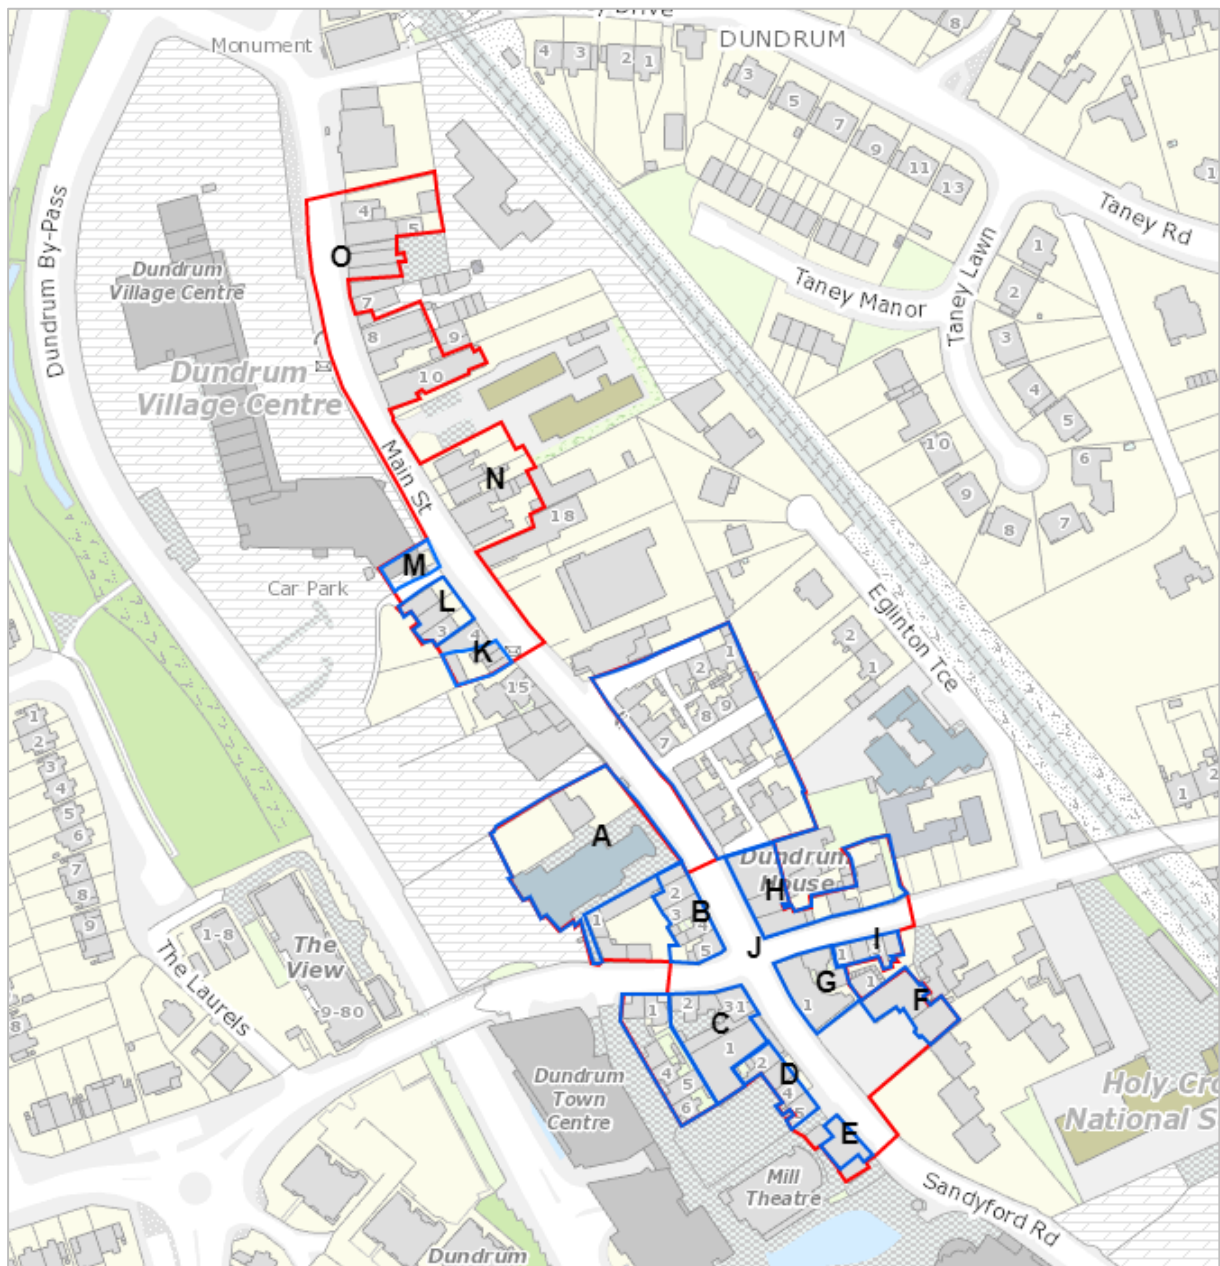 Monument
DUNDRUM
Drive
8
4
3
2
1
3
5
7
9
11
13
1
Taney Rd
Dundrum By-Pass
4
5
O
Dundrum
Village Centre
7
8
9
10
Taney Manor
Taney Lawn
1
2
3
4
5
6
7
8
9
10
Dundrum
Village Centre
Main St
N
18
M
Car Park
L
3
4
K
15
Eglinton Tce
2
1
2
1
9
8
7
1
2
3
4
5
6
7
8
9
1
2
A
Dundrum
House
H
B
2
3
4
5
1
J
I
1
G
1
1
F
The
View
9-80
1-8
The Laurels
8
1
2
31
C
1
2
D
4
5
4
5
6
E
Dundrum
Town
Centre
Mill
Theatre
Holy Cro
National S
Sandyford Rd
Dundrum